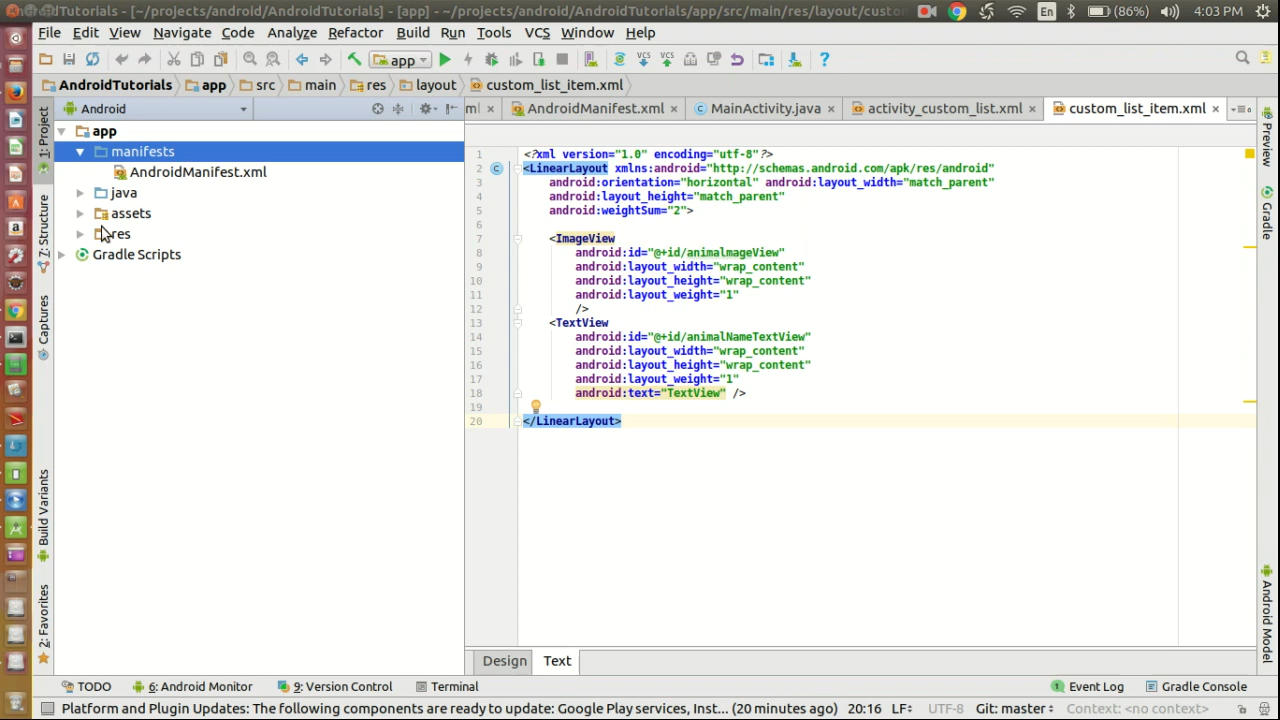 AndroidTutorials - [~/projects/android/AndroidTutorials] - [app] - ~/projects/android/AndroidTutorials/app/src/main/res/layout/custo
En
(86%)
4:03 PM
File Edit View Navigate Code Analyze Refactor Build Run Tools VCS Window Help
app
VCS VCS
?
AndroidTutorials app src main res layout custom_list_item.xml
Android
ml × AndroidManifest.xml × MainActivity.java × activity_custom_list.xml × custom_list_item.xml ×
1: Project
Z: Structure
Captures
Build Variants
2: Favorites
app
manifests
AndroidManifest.xml
java
assets
res
Gradle Scripts
1 <?xml version="1.0" encoding="utf-8"?>
2 <LinearLayout xmlns:android="http://schemas.android.com/apk/res/android"
3 android:orientation="horizontal" android:layout_width="match_parent"
4 android:layout_height="match_parent"
5 android:weightSum="2">
6
7 <ImageView
8 android:id="@+id/animalmageView"
9 android:layout_width="wrap_content"
10 android:layout_height="wrap_content"
11 android:layout_weight="1"
12 />
13 <TextView
14 android:id="@+id/animalNameTextView"
15 android:layout_width="wrap_content"
16 android:layout_height="wrap_content"
17 android:layout_weight="1"
18 android:text="TextView" />
19
20 </LinearLayout>
Preview
Gradle
Android Model
Design Text
TODO 6: Android Monitor 9: Version Control Terminal
1 Event Log Gradle Console
Platform and Plugin Updates: The following components are ready to update: Google Play services, Inst... (20 minutes ago) 20:16 LF UTF-8 Git: master Context: <no context>